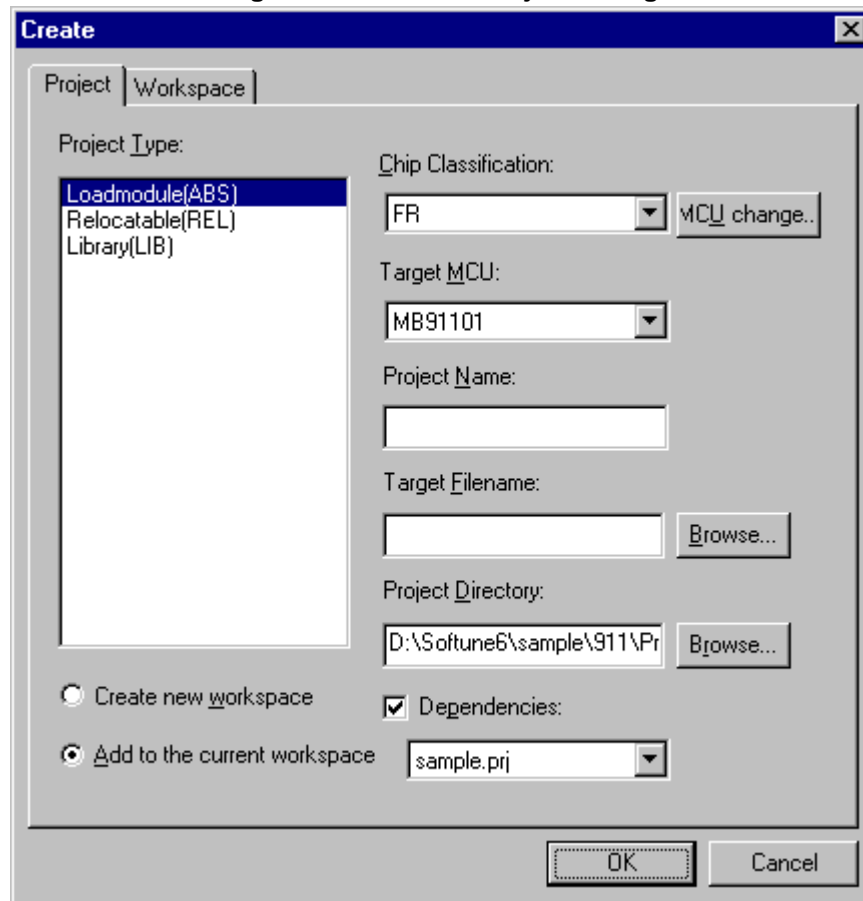 Create
Project
Workspace
Project Type:
Loadmodule(ABS)
Relocatable(REL)
Library(LIB)
Create new workspace
Add to the current workspace
Chip Classification:
FR
MCU change..
Target MCU:
MB91101
Project Name:
Target Filename:
Browse...
Project Directory:
D:\Softune6\sample\911\Pr
Browse...
Dependencies:
sample.prj
OK
Cancel